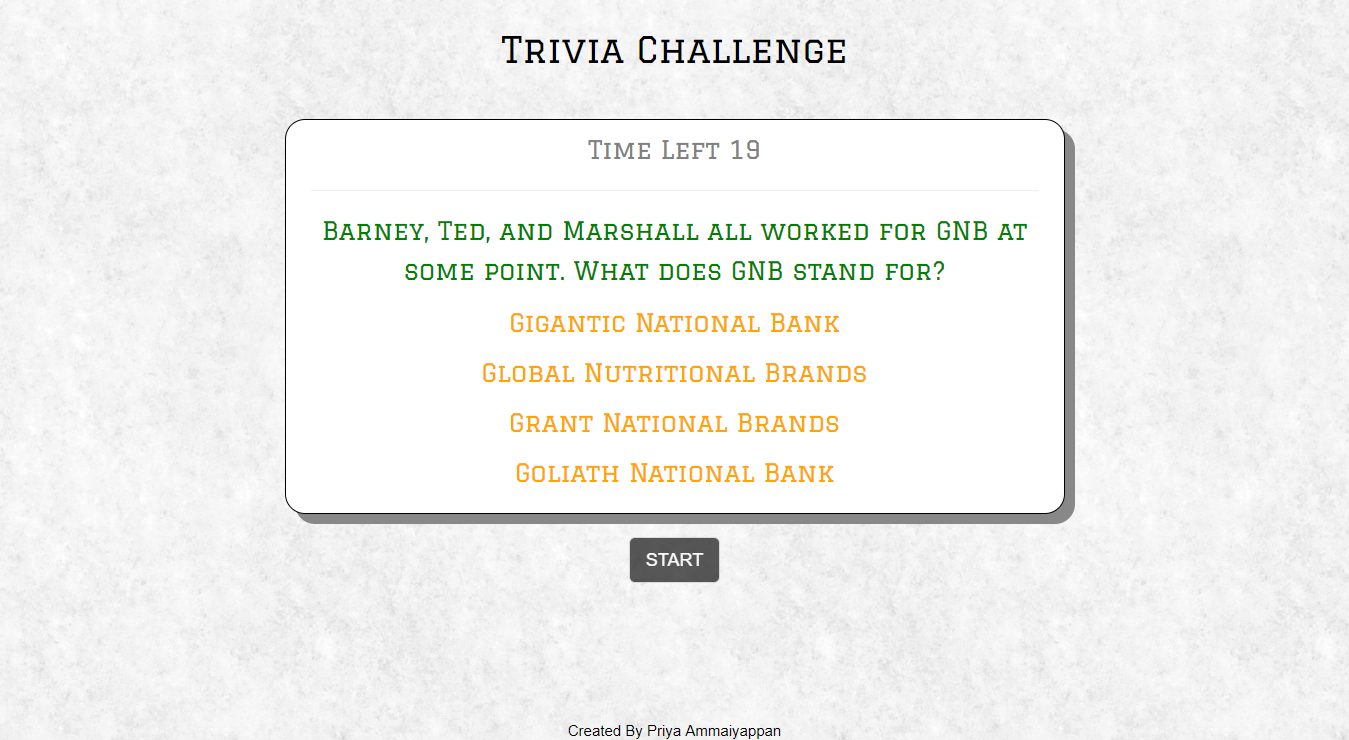 Trivia Challenge
Time Left 19
Barney, Ted, and Marshall all worked for GNB at
some point. What does GNB stand for?
Gigantic National Bank
Global Nutritional Brands
Grant National Brands
Goliath National Bank
START
Created By Priya Ammaiyappan